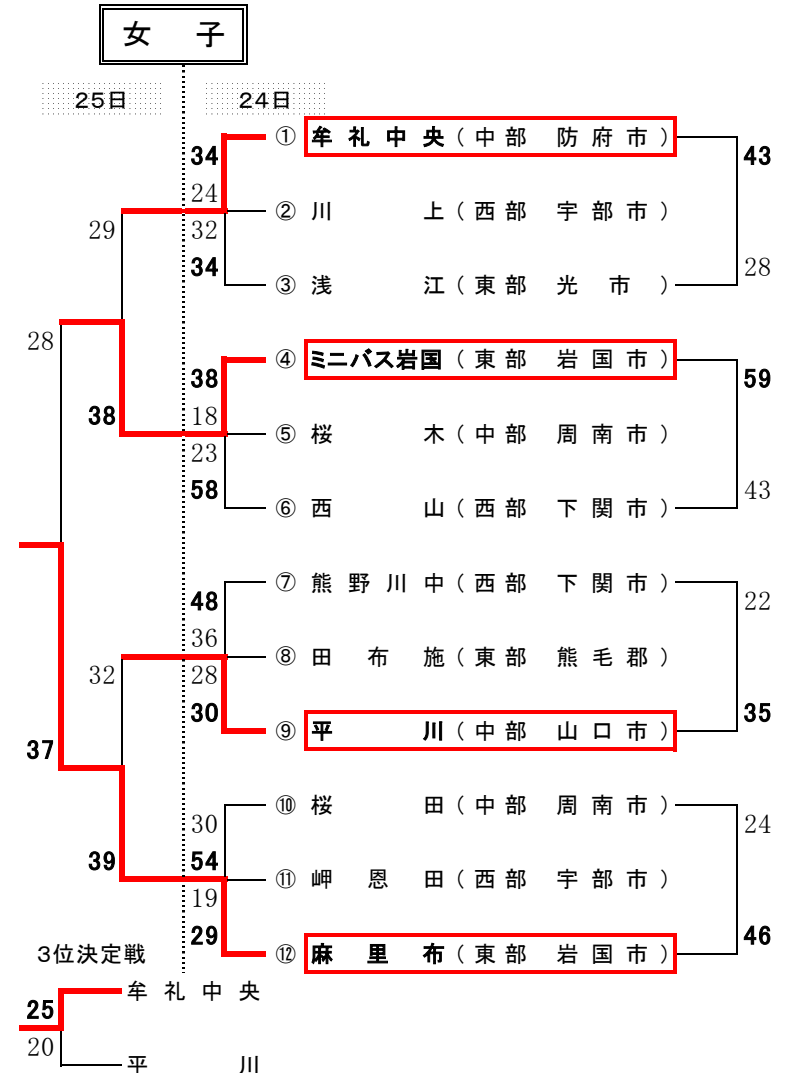 女 子
25日 24日
① 牟礼中央(中部 防府市)
34 43
24
② 川上(西部 宇部市)
29 32
34 28
③ 浅江(東部 光市)
28
④ ミニバス岩国(東部 岩国市)
38 59
38 18
⑤ 桜木(中部 周南市)
23
58 43
⑥ 西山(西部 下関市)
⑦ 熊野川中(西部 下関市)
48 22
36
⑧ 田布施(東部 熊毛郡)
32 28
30 35
⑨ 平川(中部 山口市)
37
⑩ 桜田(中部 周南市)
30 24
39 54
⑪ 岬恩田(西部 宇部市)
19
29 46
3位決定戦
⑫ 麻里布(東部 岩国市)
牟礼中央
25
20
平川